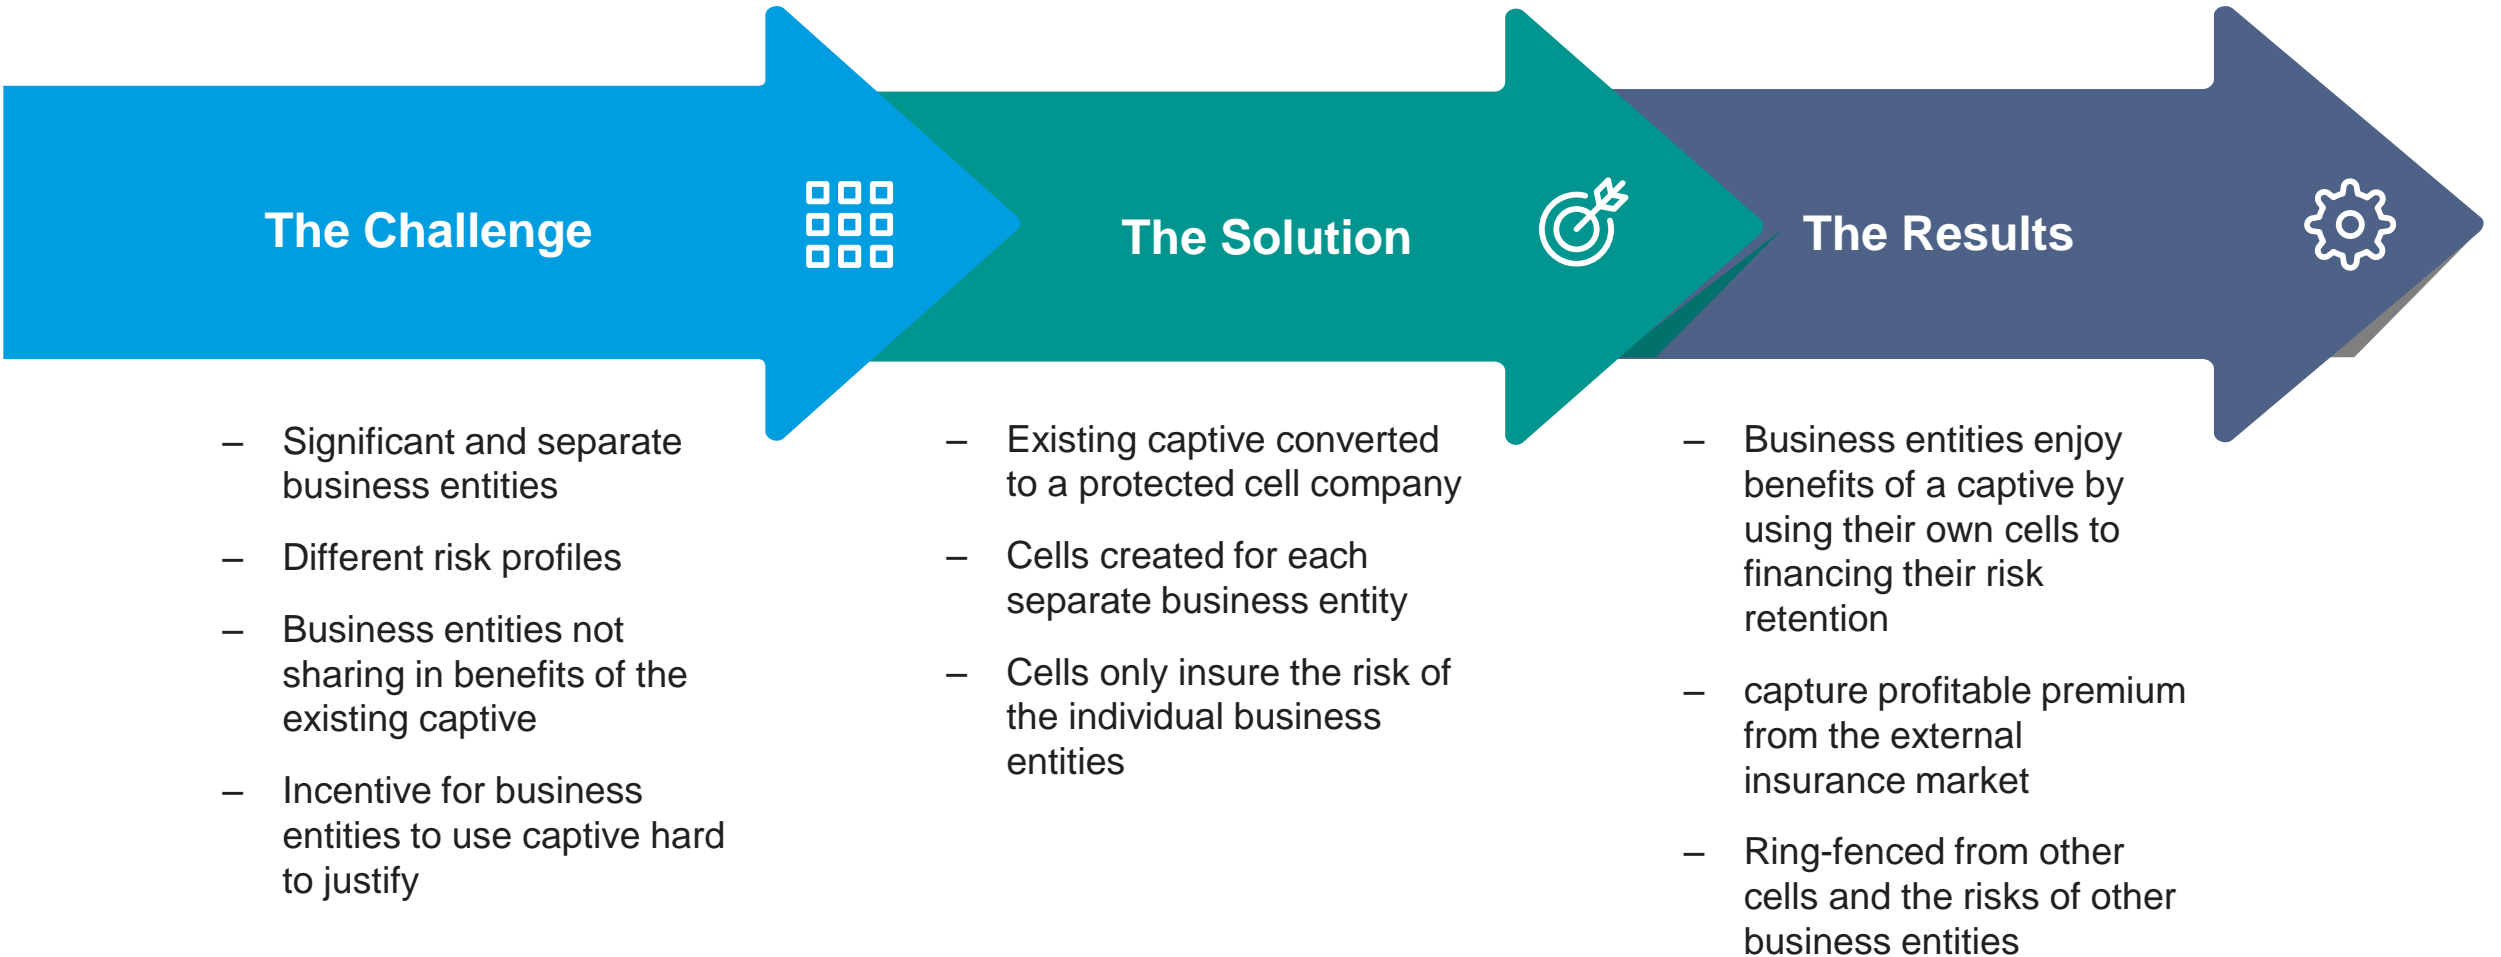 The Challenge
– Significant and separate
business entities
– Different risk profiles
– Business entities not
sharing in benefits of the
existing captive
– Incentive for business
entities to use captive hard
to justify
The Solution
– Existing captive converted
to a protected cell company
– Cells created for each
separate business entity
– Cells only insure the risk of
the individual business
entities
The Results
– Business entities enjoy
benefits of a captive by
using their own cells to
financing their risk
retention
– capture profitable premium
from the external
insurance market
– Ring-fenced from other
cells and the risks of other
business entities